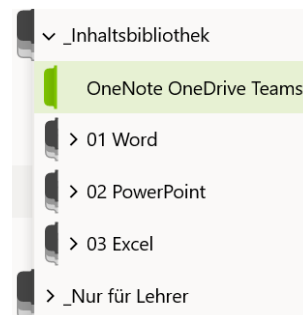 _Inhaltsbibliothek
OneNote OneDrive Teams
01 Word
02 PowerPoint
03 Excel
_Nur für Lehrer